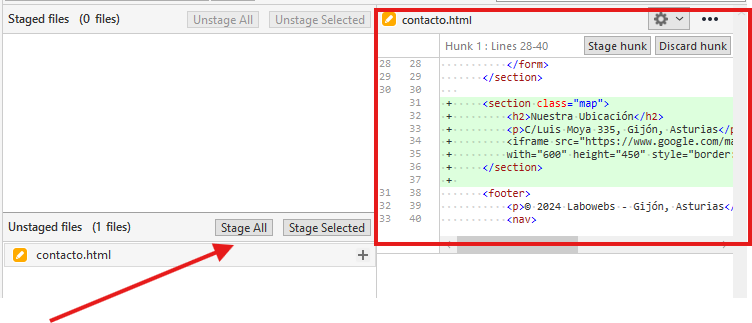 Staged files (0 files) Unstage All Unstage Selected
contacto.html
Hunk 1 : Lines 28-40 Stage hunk Discard hunk
28 28 </form>
29 29 </section>
30 30
31 + <section class="map">
32 + <h2>Nuestra Ubicación</h2>
33 + <p>C/Luis Moya 335, Gijón, Asturias</p
34 + <iframe src="https://www.google.com/ma
35 + with="600" height="450" style="border:
36 + </section>
37 +
31 38 <footer>
32 39 <p>© 2024 Labowebs - Gijón, Asturias</
33 40 <nav>
Unstaged files (1 files) Stage All Stage Selected
contacto.html +